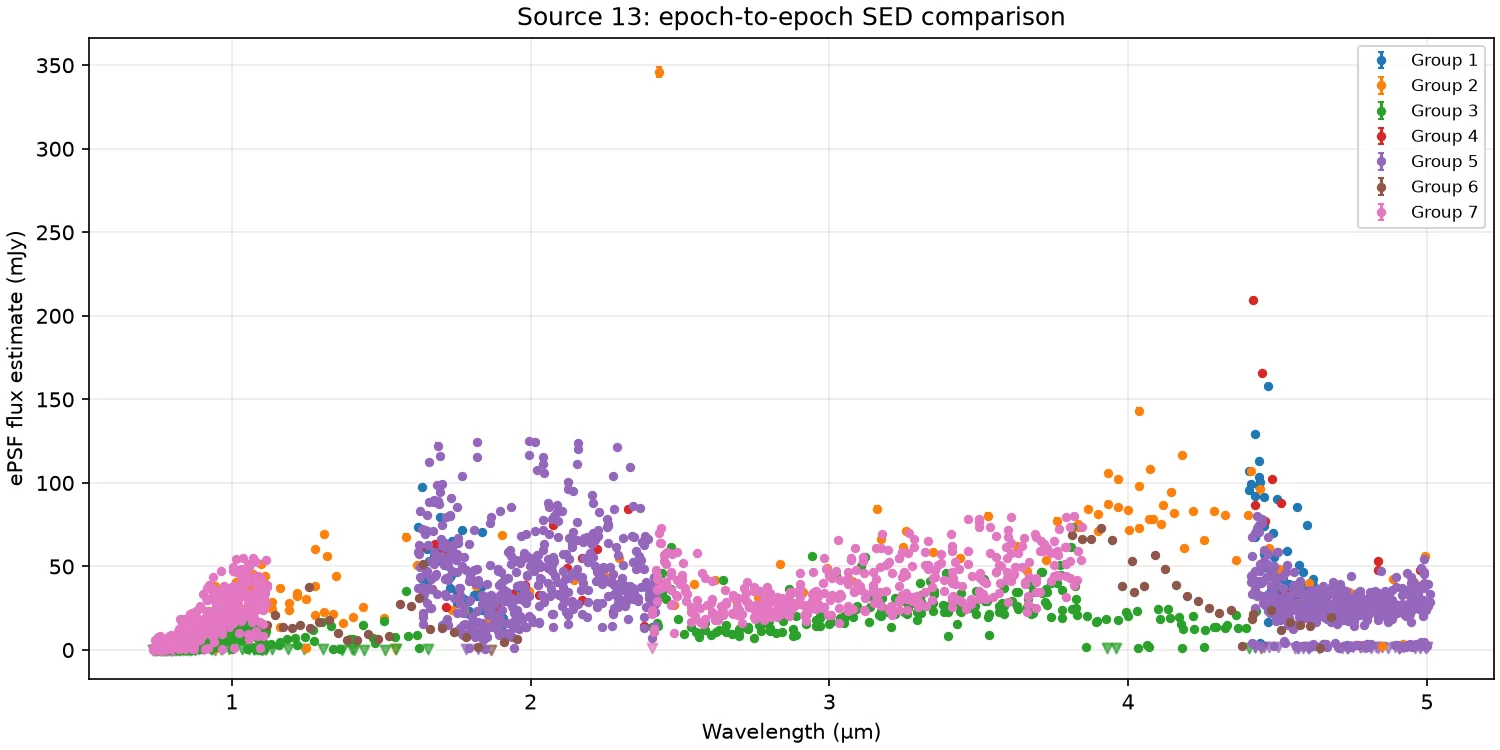 Source 13: epoch-to-epoch SED comparison
ePSF flux estimate (mJy)
350
300
250
200
150
100
50
0
Group 1
Group 2
Group 3
Group 4
Group 5
Group 6
Group 7
1 2 3 4 5
Wavelength (μm)